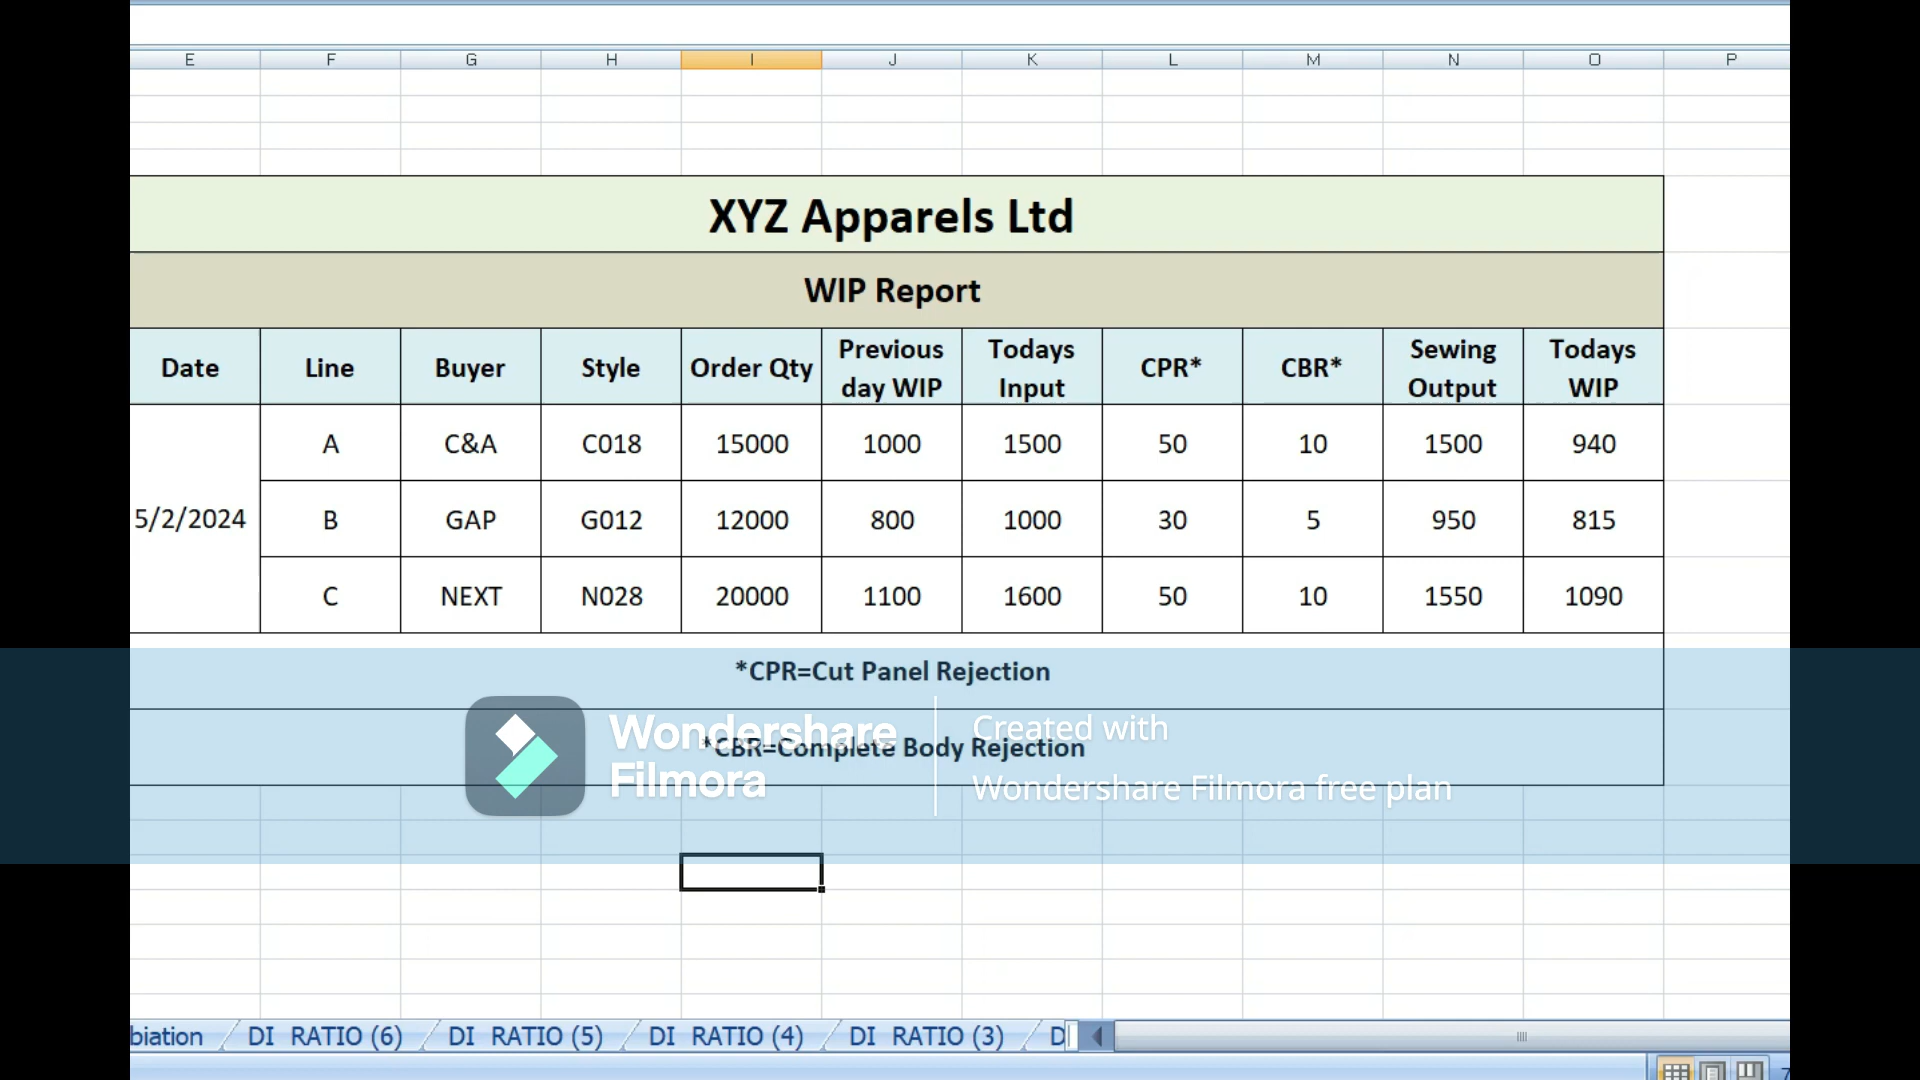 E F G H I J K L M N O P
XYZ Apparels Ltd
WIP Report
Date Line Buyer Style Order Qty Previous day WIP Todays Input CPR* CBR* Sewing Output Todays WIP
A C&A C018 15000 1000 1500 50 10 1500 940
5/2/2024 B GAP G012 12000 800 1000 30 5 950 815
C NEXT N028 20000 1100 1600 50 10 1550 1090
*CPR=Cut Panel Rejection
*CBR=Complete Body Rejection
Wondershare
Filmora
Created with
Wondershare Filmora free plan
biation DI RATIO (6) DI RATIO (5) DI RATIO (4) DI RATIO (3) D